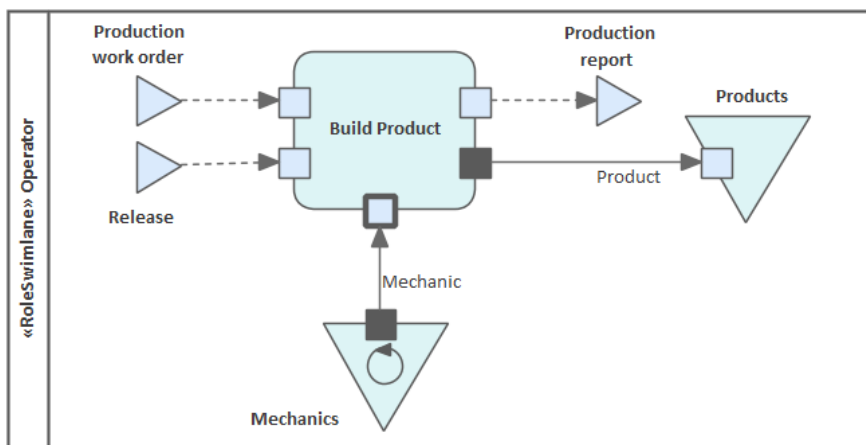 «RoleSwimlane» Operator
Production
work order
Release
Build Product
Production
report
Products
Product
Mechanic
Mechanics